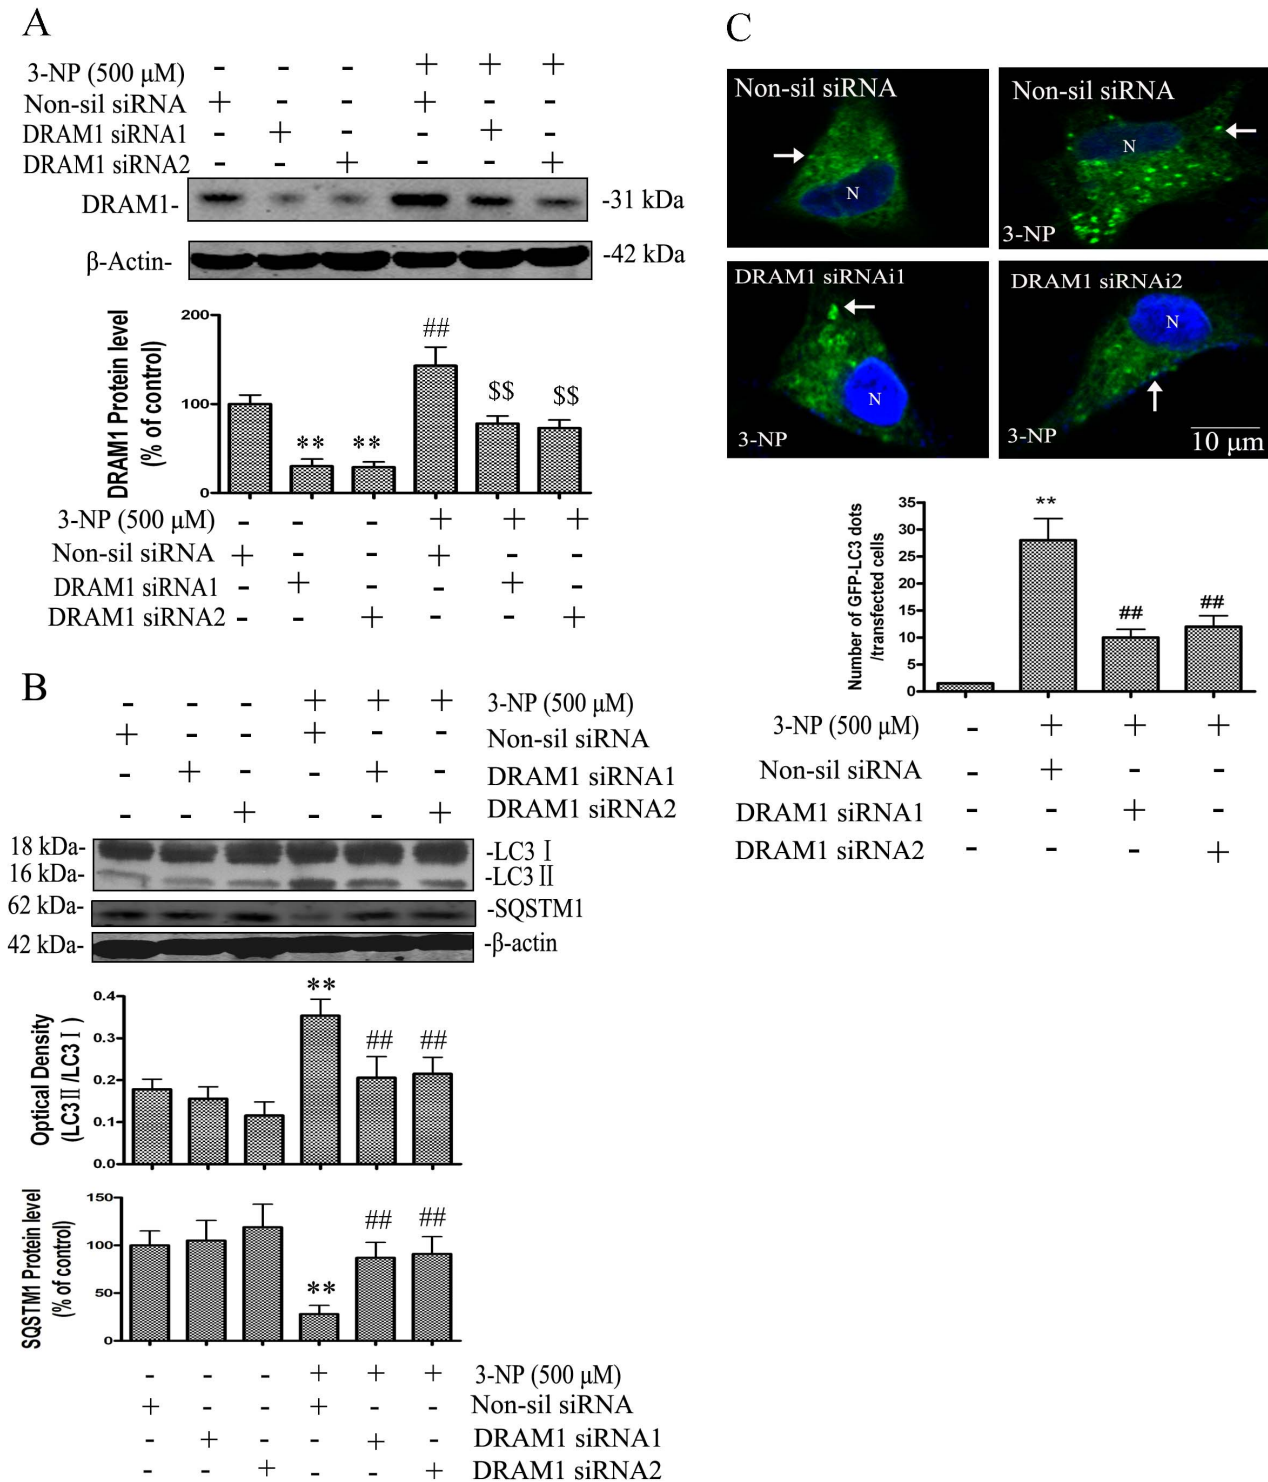 A
3-NP (500 μM) - - - + + +
Non-sil siRNA + - - + - -
DRAM1 siRNA1 - + - - + -
DRAM1 siRNA2 - - + - - +
DRAM1- -31 kDa
β-Actin- -42 kDa
DRAM1 Protein level
(% of control)
200
100
0
** ** ## $$ $$
3-NP (500 μM) - - - + + +
Non-sil siRNA + - - + - -
DRAM1 siRNA1 - + - - + -
DRAM1 siRNA2 - - + - - +
B
- - - + + + 3-NP (500 μM)
+ - - + - - Non-sil siRNA
- + - - + - DRAM1 siRNA1
- - + - - + DRAM1 siRNA2
18 kDa- -LC3 Ⅰ
16 kDa- -LC3 Ⅱ
62 kDa- -SQSTM1
42 kDa- -β-actin
Optical Density
(LC3Ⅱ/LC3Ⅰ)
0.4
0.3
0.2
0.1
0.0
** ## ##
SQSTM1 Protein level
(% of control)
150
100
50
0
** ## ##
- - - + + + 3-NP (500 μM)
+ - - + - - Non-sil siRNA
- + - - + - DRAM1 siRNA1
- - + - - + DRAM1 siRNA2
C
Non-sil siRNA
N
Non-sil siRNA
N
3-NP
DRAM1 siRNAi1
N
3-NP
DRAM1 siRNAi2
N
3-NP
10 μm
Number of GFP-LC3 dots
/transfected cells
35
30
25
20
15
10
5
0
** ## ##
3-NP (500 μM) - + + +
Non-sil siRNA - + - -
DRAM1 siRNA1 - - + -
DRAM1 siRNA2 - - - +